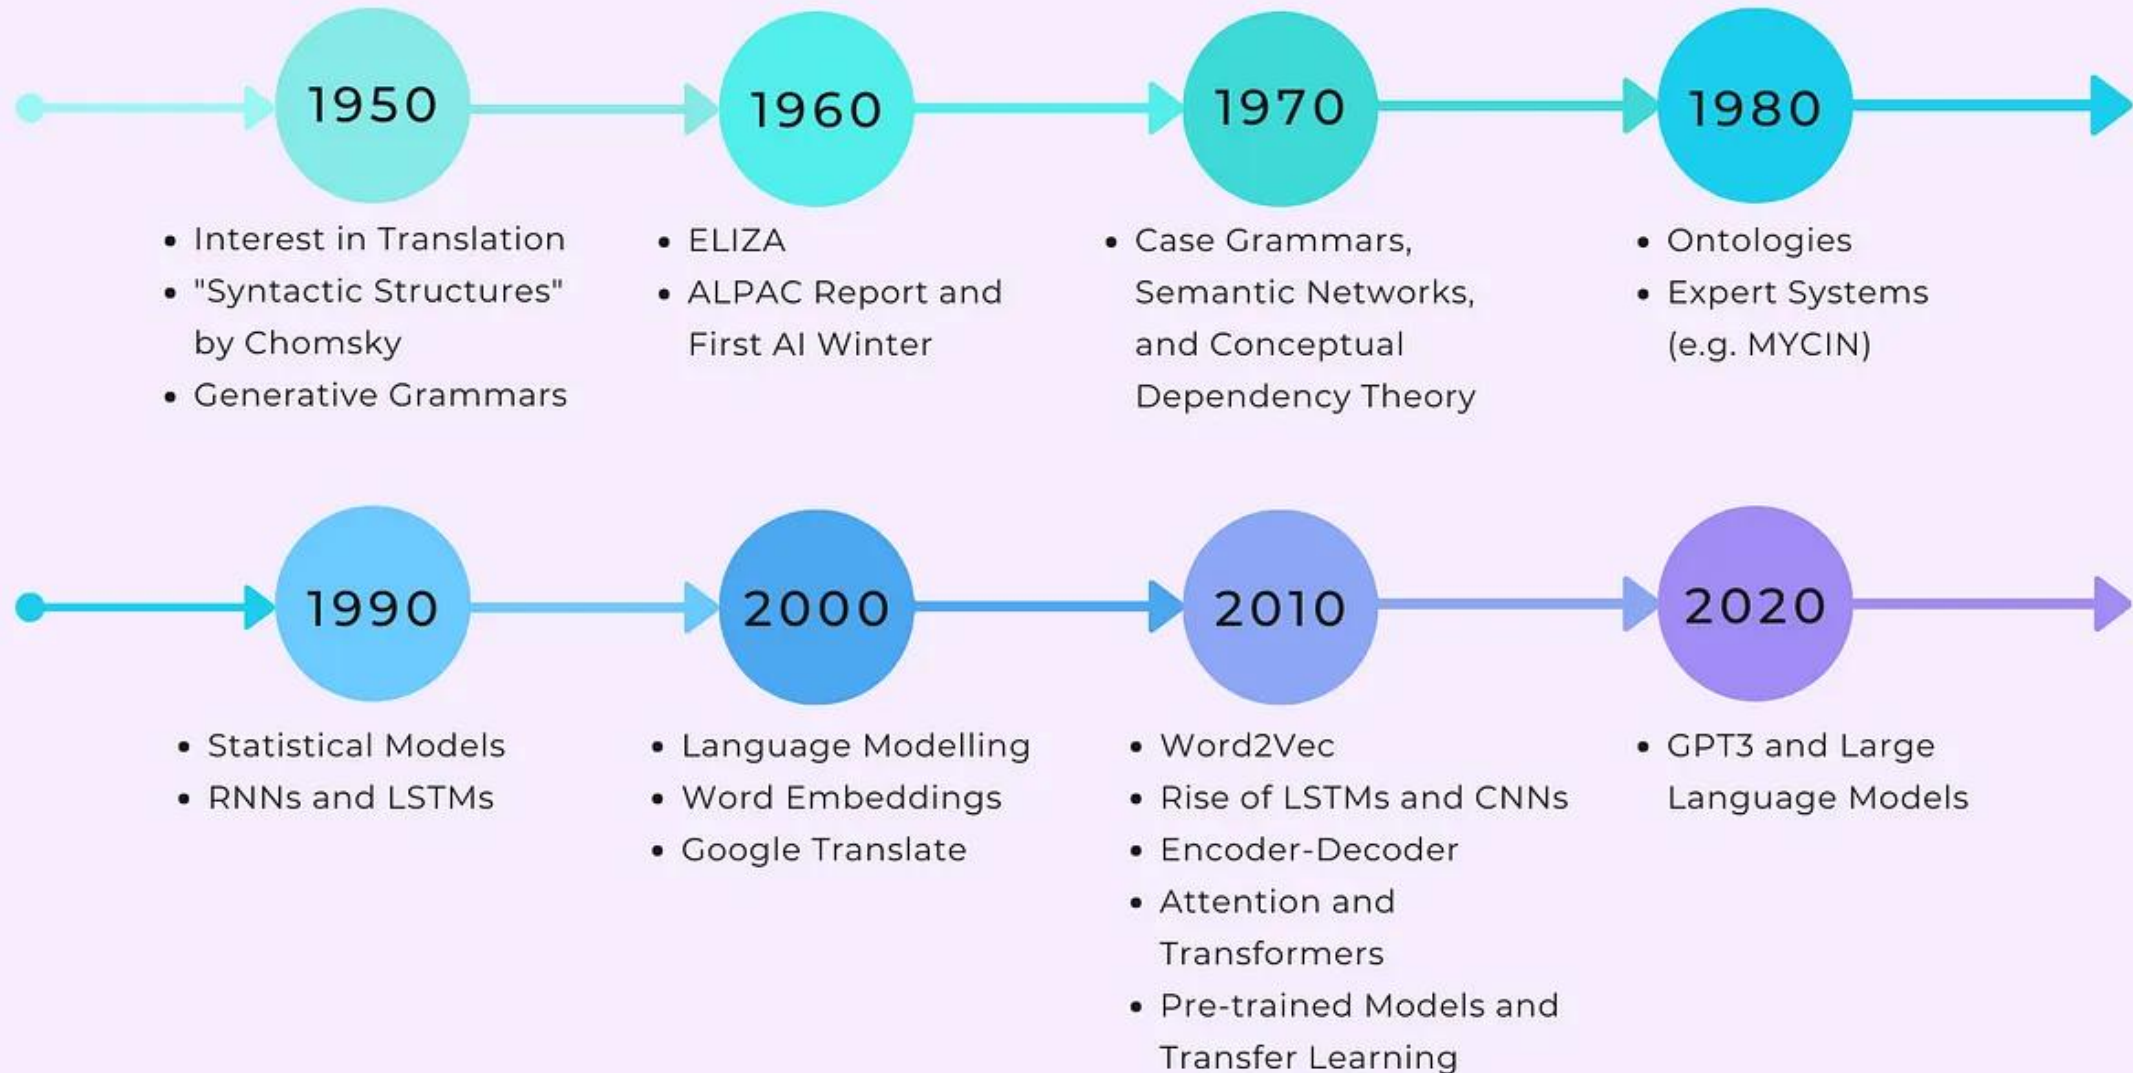 1950
• Interest in Translation
• "Syntactic Structures"
by Chomsky
• Generative Grammars
1960
• ELIZA
• ALPAC Report and
First AI Winter
1970
• Case Grammars,
Semantic Networks,
and Conceptual
Dependency Theory
1980
• Ontologies
• Expert Systems
(e.g. MYCIN)
1990
• Statistical Models
• RNNs and LSTMs
2000
• Language Modelling
• Word Embeddings
• Google Translate
2010
• Word2Vec
• Rise of LSTMs and CNNs
• Encoder-Decoder
• Attention and
Transformers
• Pre-trained Models and
Transfer Learning
2020
• GPT3 and Large
Language Models